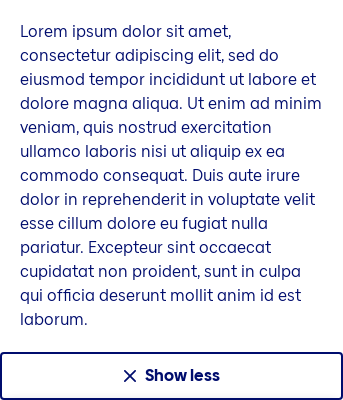 Lorem ipsum dolor sit amet,
consectetur adipiscing elit, sed do
eiusmod tempor incididunt ut labore et
dolore magna aliqua. Ut enim ad minim
veniam, quis nostrud exercitation
ullamco laboris nisi ut aliquip ex ea
commodo consequat. Duis aute irure
dolor in reprehenderit in voluptate velit
esse cillum dolore eu fugiat nulla
pariatur. Excepteur sint occaecat
cupidatat non proident, sunt in culpa
qui officia deserunt mollit anim id est
laborum.
Show less